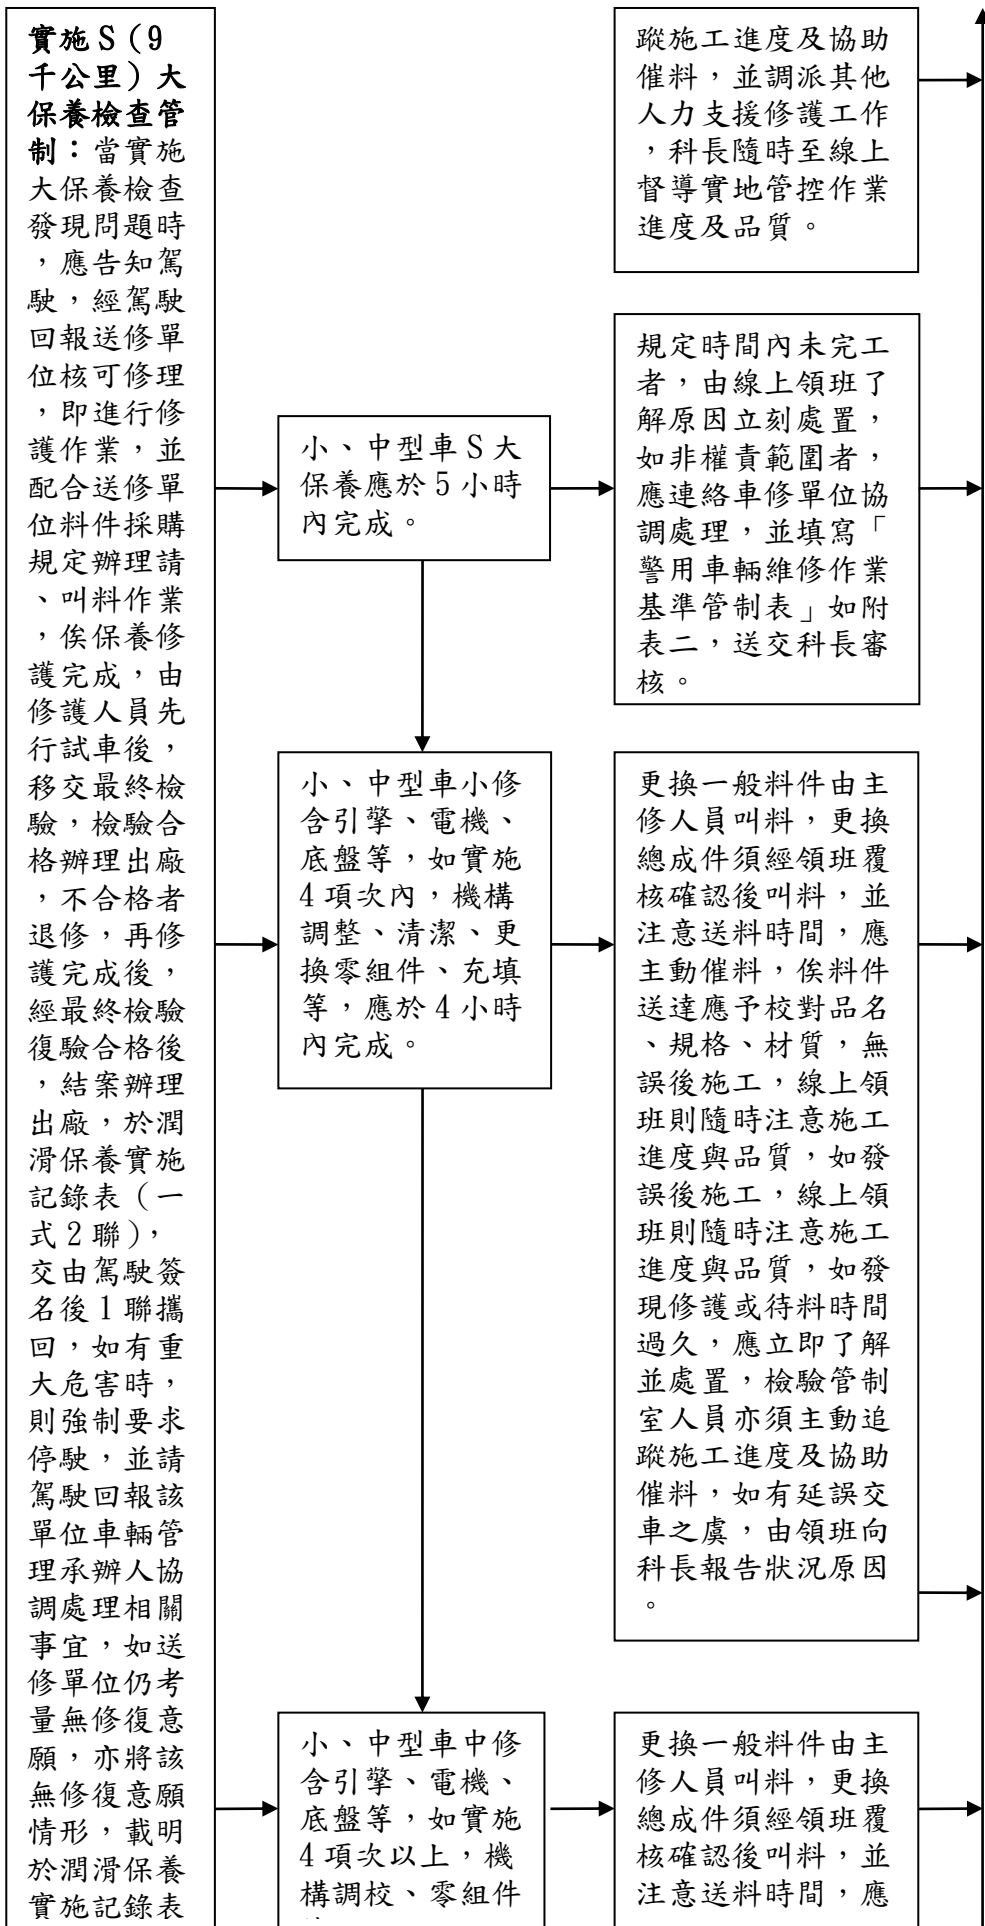 實施S(9
千公里)大
保養檢查管
制:當實施
大保養檢查
發現問題時
,應告知駕
駛,經駕駛
回報送修單
位核可修理
,即進行修
護作業,並
配合送修單
位料件採購
規定辦理請
、叫料作業
,俟保養修
護完成,由
修護人員先
行試車後,
移交最終檢
驗,檢驗合
格辦理出廠
,不合格者
退修,再修
護完成後,
經最終檢驗
復驗合格後
,結案辦理
出廠,於潤
滑保養實施
記錄表(一
式2聯),
交由駕駛簽
名後1聯攜
回,如有重
大危害時,
則強制要求
停駛,並請
駕駛回報該
單位車輛管
理承辦人協
調處理相關
事宜,如送
修單位仍考
量無修復意
願,亦將該
無修復意願
情形,載明
於潤滑保養
實施記錄表
小、中型車S大
保養應於5小時
內完成。
小、中型車小修
含引擎、電機、
底盤等,如實施
4項次內,機構
調整、清潔、更
換零組件、充填
等,應於4小時
內完成。
小、中型車中修
含引擎、電機、
底盤等,如實施
4項次以上,機
構調校、零組件
蹤施工進度及協助
催料,並調派其他
人力支援修護工作
,科長隨時至線上
督導實地管控作業
進度及品質。
規定時間內未完工
者,由線上領班了
解原因立刻處置,
如非權責範圍者,
應連絡車修單位協
調處理,並填寫「
警用車輛維修作業
基準管制表」如附
表二,送交科長審
核。
更換一般料件由主
修人員叫料,更換
總成件須經領班覆
核確認後叫料,並
注意送料時間,應
主動催料,俟料件
送達應予校對品名
、規格、材質,無
誤後施工,線上領
班則隨時注意施工
進度與品質,如發
誤後施工,線上領
班則隨時注意施工
進度與品質,如發
現修護或待料時間
過久,應立即了解
並處置,檢驗管制
室人員亦須主動追
蹤施工進度及協助
催料,如有延誤交
車之虞,由領班向
科長報告狀況原因
。
更換一般料件由主
修人員叫料,更換
總成件須經領班覆
核確認後叫料,並
注意送料時間,應